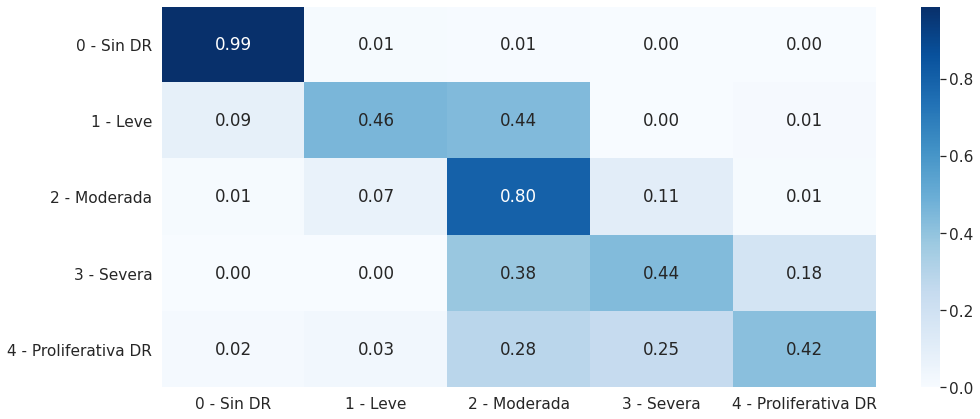 0 - Sin DR 0.99 0.01 0.01 0.00 0.00
1 - Leve 0.09 0.46 0.44 0.00 0.01
2 - Moderada 0.01 0.07 0.80 0.11 0.01
3 - Severa 0.00 0.00 0.38 0.44 0.18
4 - Proliferativa DR 0.02 0.03 0.28 0.25 0.42
0 - Sin DR 1 - Leve 2 - Moderada 3 - Severa 4 - Proliferativa DR
0.8
0.6
0.4
0.2
0.0